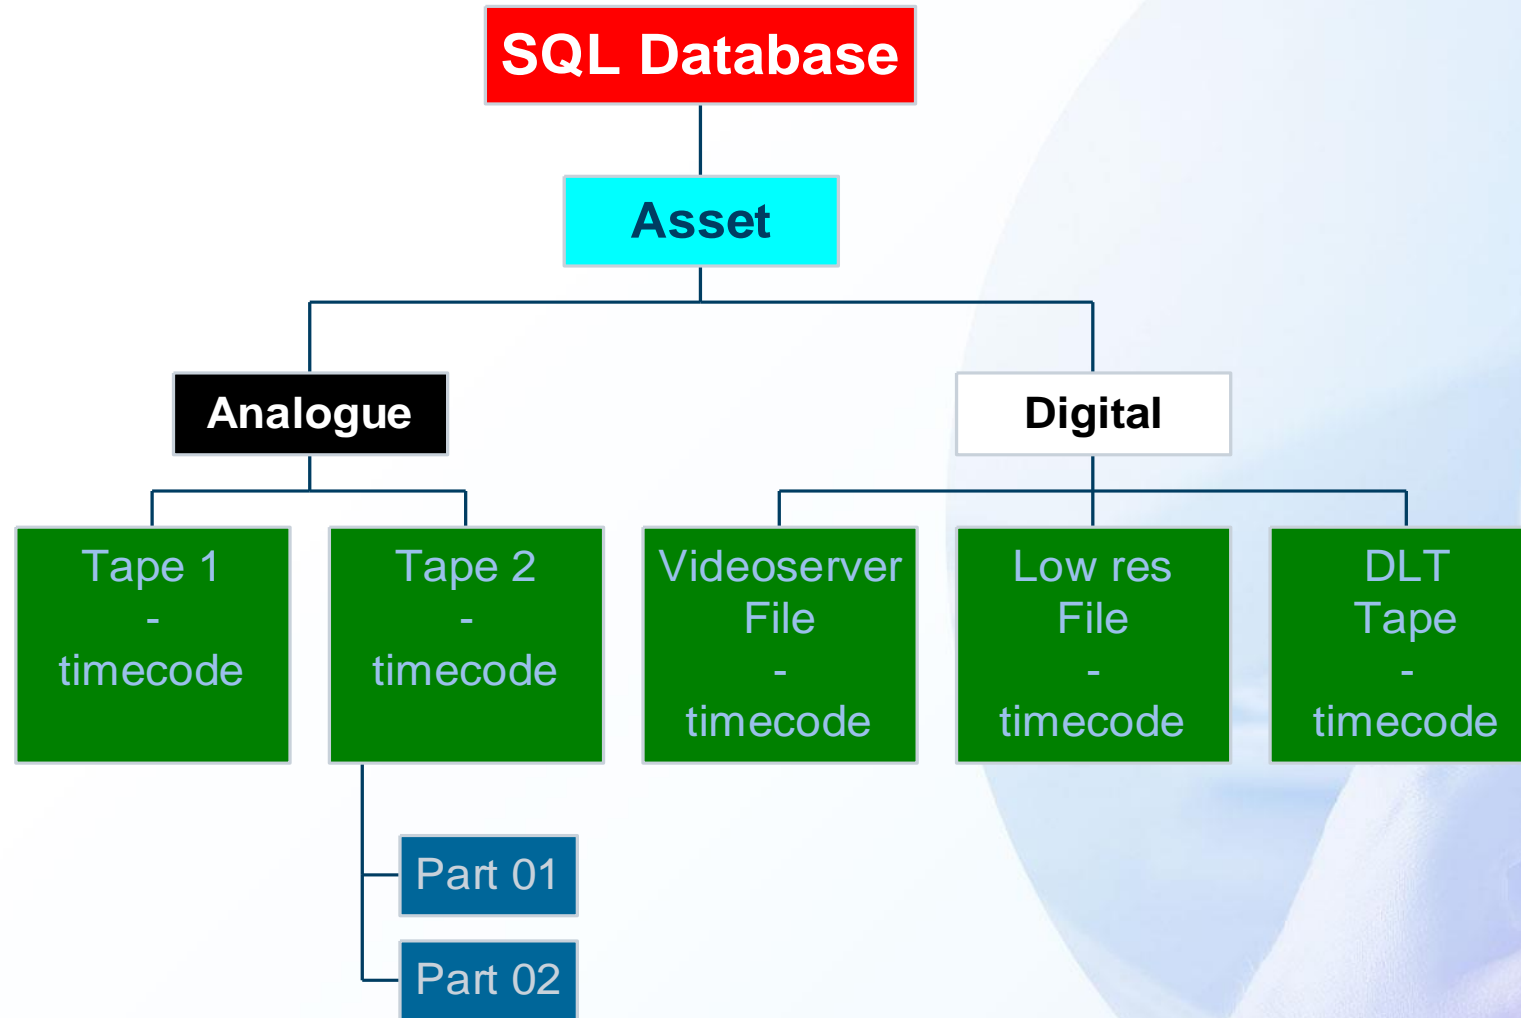 SQL Database
Asset
Analogue
Digital
Tape 1
-
timecode
Tape 2
-
timecode
Videoserver
File
-
timecode
Low res
File
-
timecode
DLT
Tape
-
timecode
Part 01
Part 02